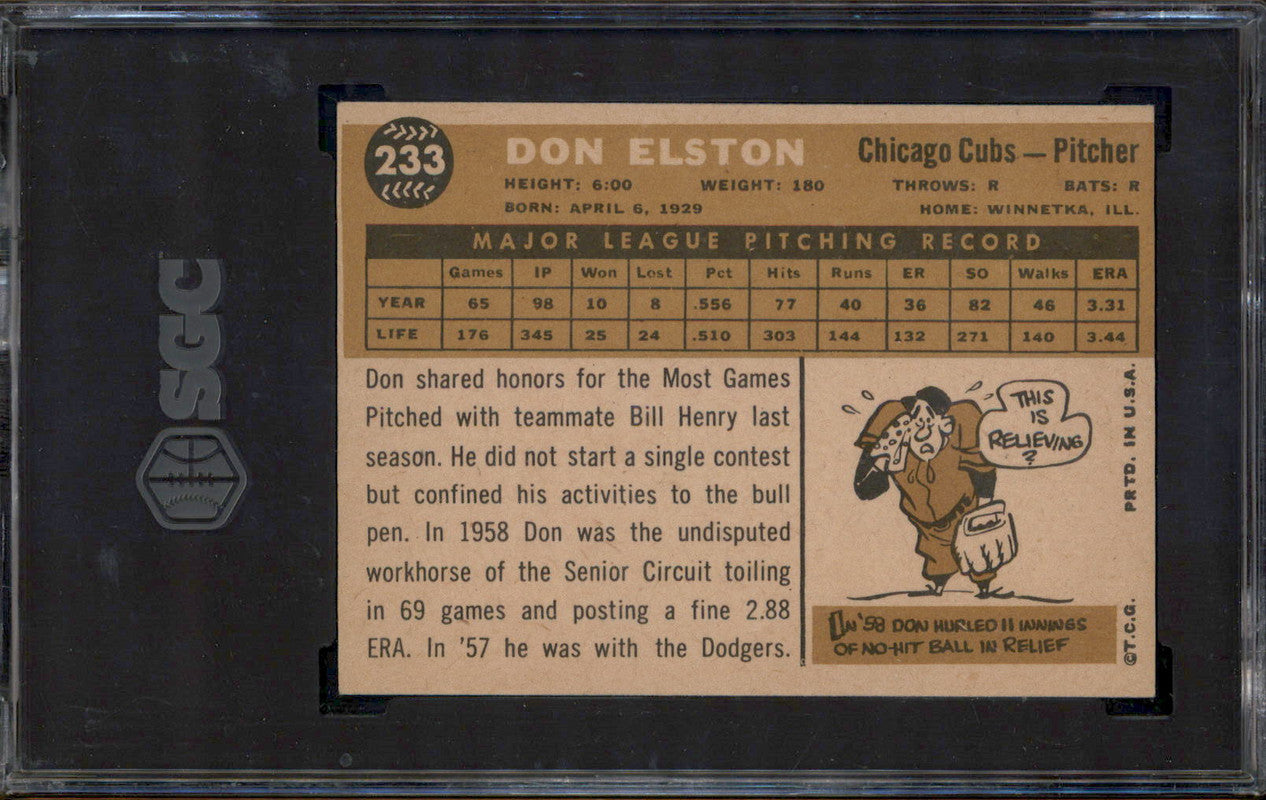 233
DON ELSTON
Chicago Cubs — Pitcher
HEIGHT: 6:00 WEIGHT: 180 THROWS: R BATS: R
BORN: APRIL 6, 1929 HOME: WINNETKA, ILL.
MAJOR LEAGUE PITCHING RECORD
Games IP Won Lost Pct Hits Runs ER SO Walks ERA
YEAR 65 98 10 8 .556 77 40 36 82 46 3.31
LIFE 176 345 25 24 .510 303 144 132 271 140 3.44
Don shared honors for the Most Games
Pitched with teammate Bill Henry last
season. He did not start a single contest
but confined his activities to the bull
pen. In 1958 Don was the undisputed
workhorse of the Senior Circuit toiling
in 69 games and posting a fine 2.88
ERA. In '57 he was with the Dodgers.
THIS
IS
RELIEVING
?
IN '58 DON HURLED 11 INNINGS
OF NO-HIT BALL IN RELIEF
©T.C.G. PRTD. IN U.S.A.
SGC